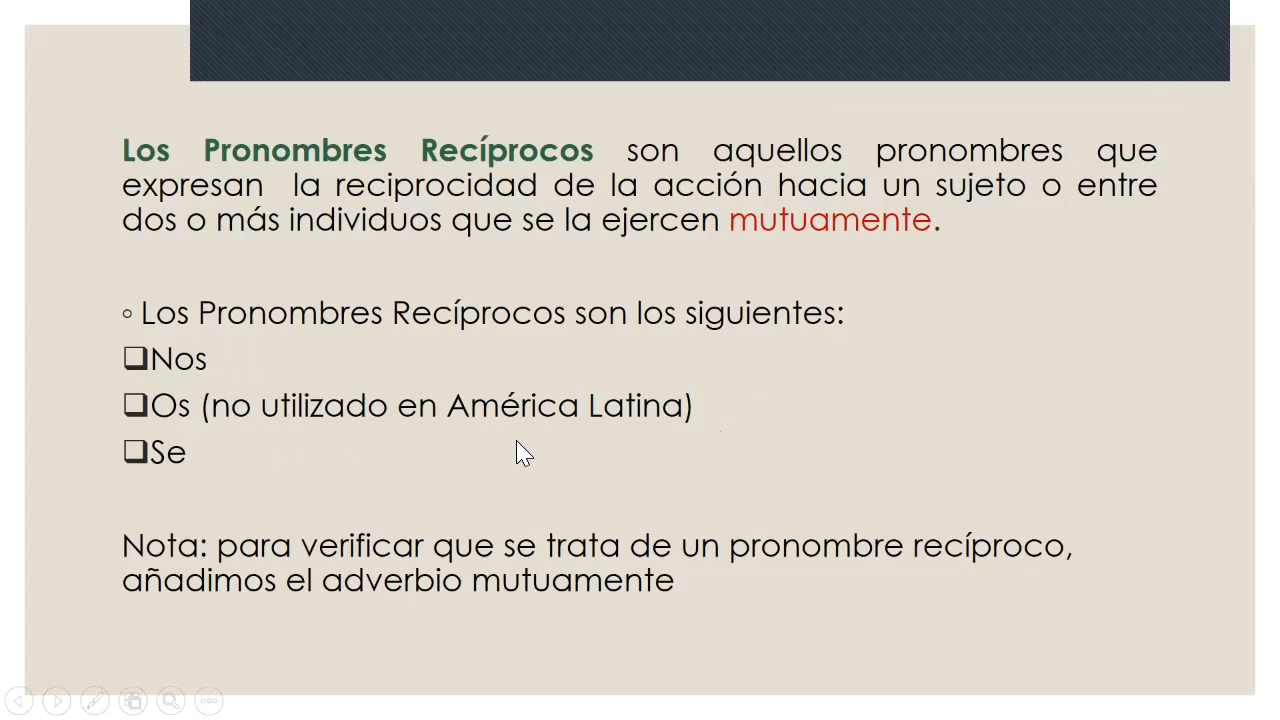 Los Pronombres Recíprocos son aquellos pronombres que
expresan la reciprocidad de la acción hacia un sujeto o entre
dos o más individuos que se la ejercen mutuamente.
◦ Los Pronombres Recíprocos son los siguientes:
❑Nos
❑Os (no utilizado en América Latina)
❑Se
Nota: para verificar que se trata de un pronombre recíproco,
añadimos el adverbio mutuamente